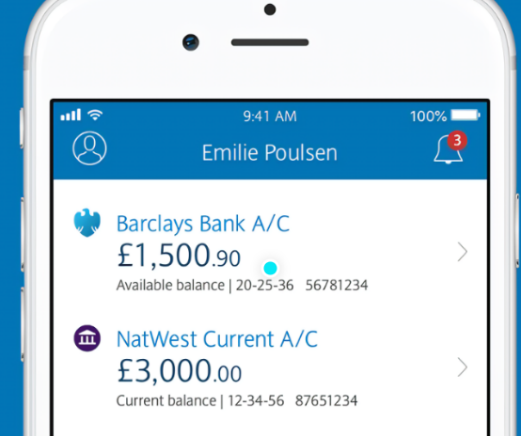 9:41 AM
100%
3
Emilie Poulsen
Barclays Bank A/C
£1,500.90
Available balance | 20-25-36 56781234
NatWest Current A/C
£3,000.00
Current balance | 12-34-56 87651234